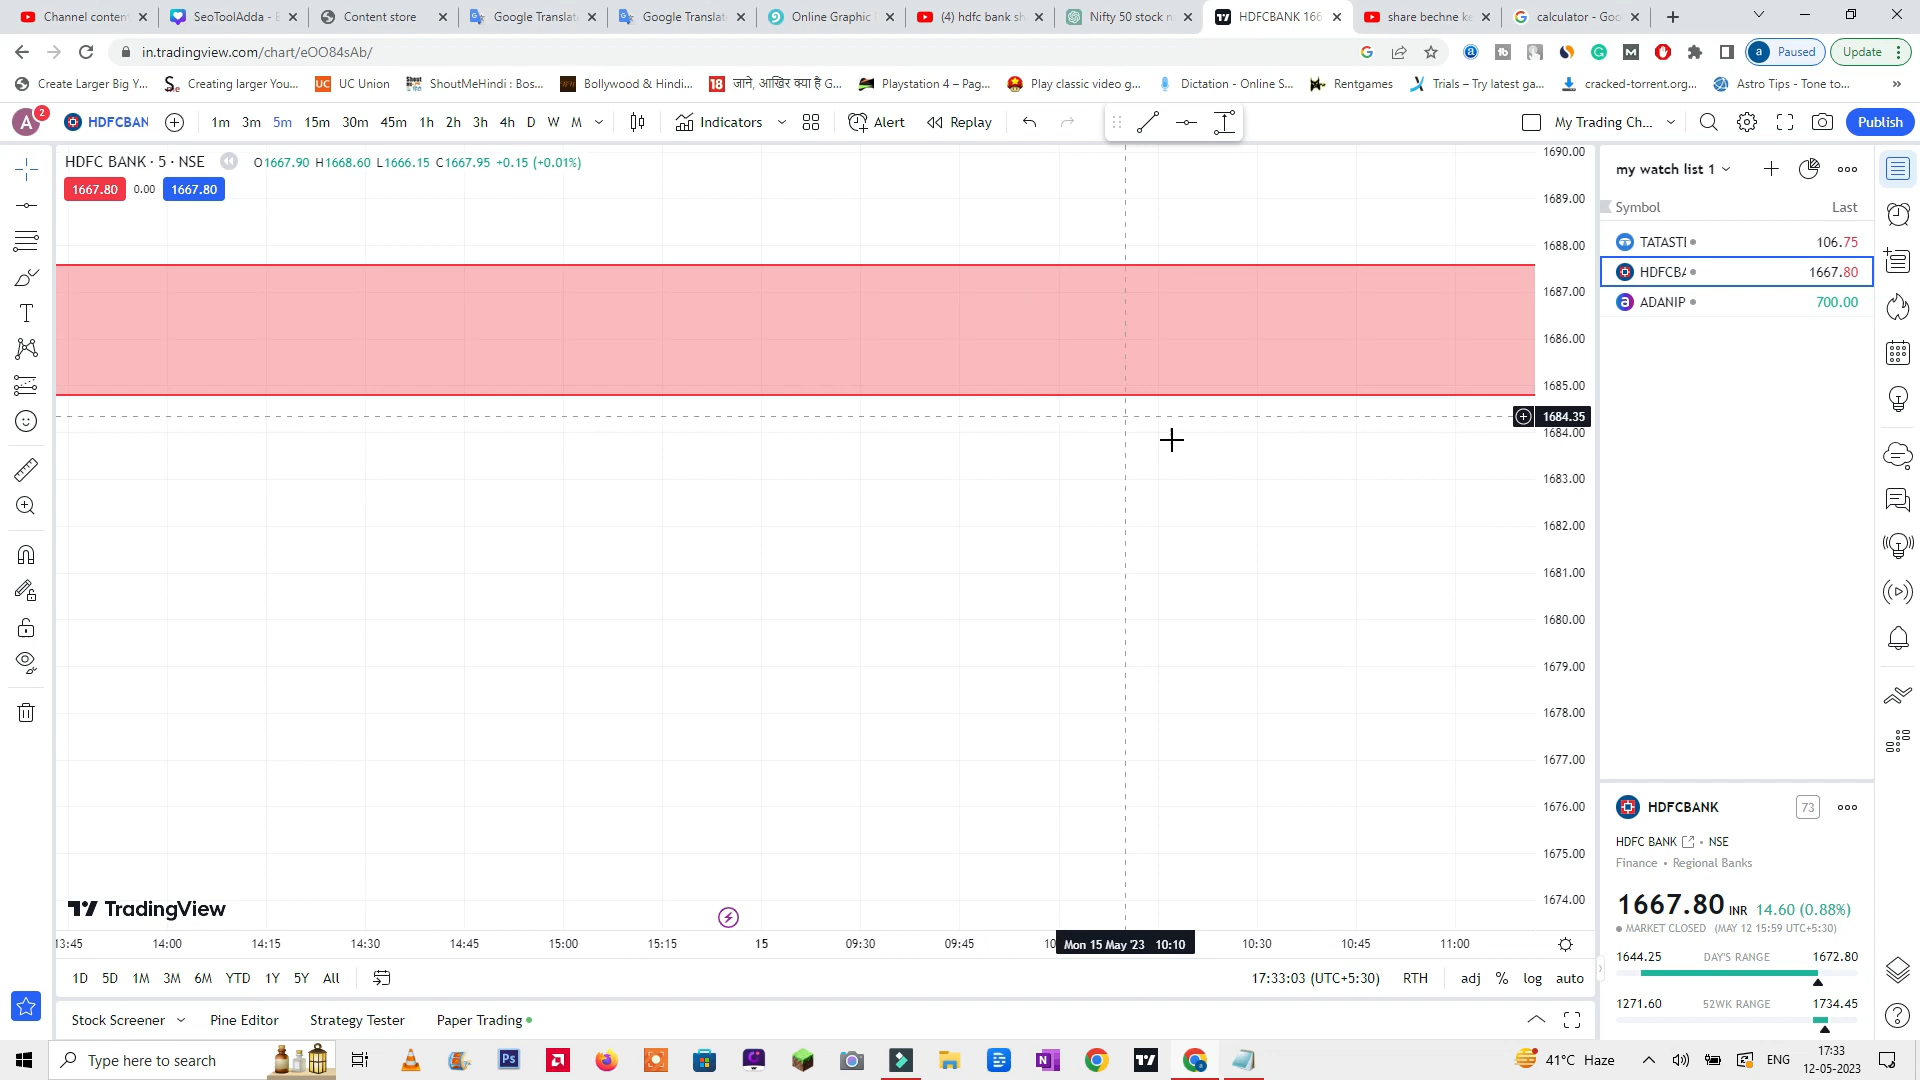 Channel content
SeoToolAdda - E
Content store
Google Translat
Google Translat
Online Graphic
(4) hdfc bank sh
Nifty 50 stock n
HDFCBANK 166
share bechne ke
calculator - Goo
in.tradingview.com/chart/eOO84sAb/
Paused
Update
Create Larger Big Y...
Creating larger You...
UC Union
ShoutMeHindi : Bos...
Bollywood & Hindi...
जाने, आखिर क्या है G...
Playstation 4 – Pag...
Play classic video g...
Dictation - Online S...
Rentgames
Trials – Try latest ga...
cracked-torrent.org...
Astro Tips - Tone to...
A 2
HDFCBAN
1m 3m 5m 15m 30m 45m 1h 2h 3h 4h D W M
Indicators
Alert
Replay
My Trading Ch...
Publish
HDFC BANK · 5 · NSE
O1667.90 H1668.60 L1666.15 C1667.95 +0.15 (+0.01%)
1667.80 0.00 1667.80
1690.00
1689.00
1688.00
1687.00
1686.00
1685.00
1684.35
1684.00
1683.00
1682.00
1681.00
1680.00
1679.00
1678.00
1677.00
1676.00
1675.00
1674.00
my watch list 1
Symbol Last
TATASTI 106.75
HDFCBA 1667.80
ADANIP 700.00
TradingView
13:45 14:00 14:15 14:30 14:45 15:00 15:15 15 09:30 09:45 10 Mon 15 May '23 10:10 10:30 10:45 11:00
1D 5D 1M 3M 6M YTD 1Y 5Y All
17:33:03 (UTC+5:30) RTH adj % log auto
Stock Screener Pine Editor Strategy Tester Paper Trading
HDFCBANK 73
HDFC BANK • NSE
Finance • Regional Banks
1667.80 INR 14.60 (0.88%)
MARKET CLOSED (MAY 12 15:59 UTC+5:30)
1644.25 DAY'S RANGE 1672.80
1271.60 52WK RANGE 1734.45
Type here to search
41°C Haze
ENG
17:33
12-05-2023